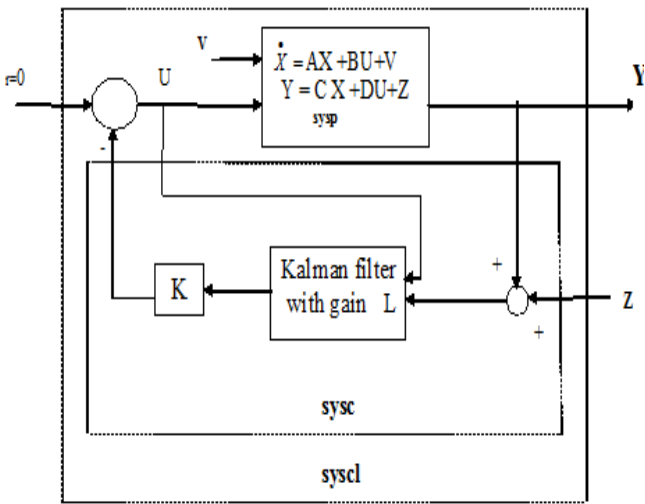 v
Ẋ = AX +BU+V
Y = C X +DU+Z
sysp
r=0
U
Y
-
K
Kalman filter
with gain L
+
+
Z
sysc
syscl